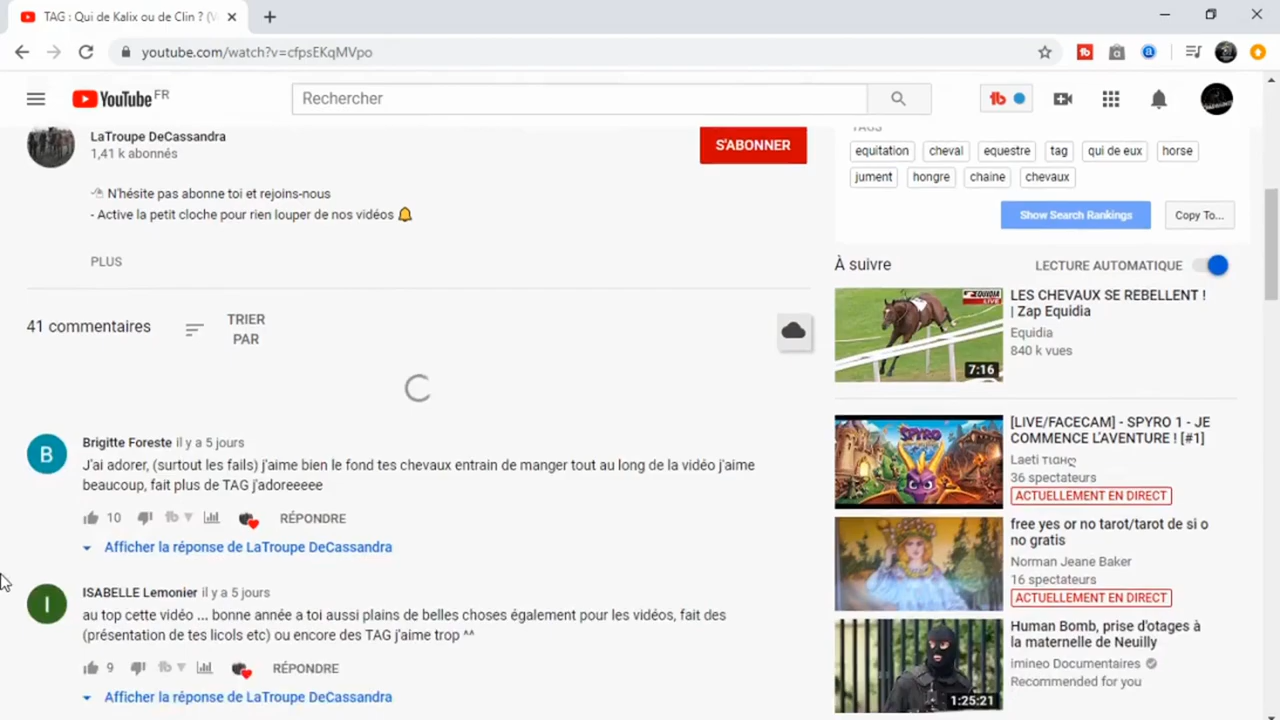 TAG : Qui de Kalix ou de Clin ? (V
youtube.com/watch?v=cfpsEKqMVpo
YouTube FR
Rechercher
LaTroupe DeCassandra
1,41 k abonnés
S'ABONNER
N'hésite pas abonne toi et rejoins-nous
- Active la petit cloche pour rien louper de nos vidéos 🔔
PLUS
41 commentaires
TRIER
PAR
Brigitte Foreste il y a 5 jours
J'ai adorer, (surtout les fails) j'aime bien le fond tes chevaux entrain de manger tout au long de la vidéo j'aime
beaucoup, fait plus de TAG j'adoreeeee
10
RÉPONDRE
Afficher la réponse de LaTroupe DeCassandra
ISABELLE Lemonier il y a 5 jours
au top cette vidéo ... bonne année a toi aussi plains de belles choses également pour les vidéos, fait des
(présentation de tes licols etc) ou encore des TAG j'aime trop ^^
9
RÉPONDRE
Afficher la réponse de LaTroupe DeCassandra
TAGS
equitation cheval equestre tag qui de eux horse
jument hongre chaine chevaux
Show Search Rankings
Copy To...
À suivre
LECTURE AUTOMATIQUE
EQUIDIA
LIVE
7:16
LES CHEVAUX SE REBELLENT !
| Zap Equidia
Equidia
840 k vues
SPYRO
[LIVE/FACECAM] - SPYRO 1 - JE
COMMENCE L'AVENTURE ! [#1]
Laeti
36 spectateurs
ACTUELLEMENT EN DIRECT
free yes or no tarot/tarot de si o
no gratis
Norman Jeane Baker
16 spectateurs
ACTUELLEMENT EN DIRECT
1:25:21
Human Bomb, prise d'otages à
la maternelle de Neuilly
imineo Documentaires
Recommended for you